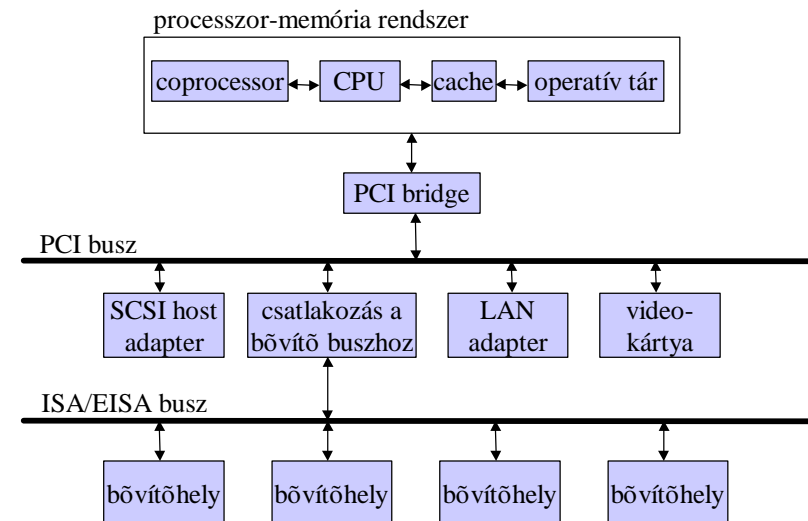 processzor-memória rendszer
coprocessor
CPU
cache
operatív tár
PCI bridge
PCI busz
SCSI host
adapter
csatlakozás a
bõvítõ buszhoz
LAN
adapter
video-
kártya
ISA/EISA busz
bõvítõhely
bõvítõhely
bõvítõhely
bõvítõhely